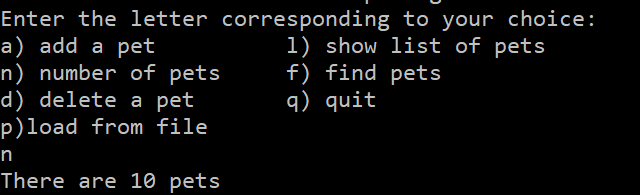 Enter the letter corresponding to your choice:
a) add a pet l) show list of pets
n) number of pets f) find pets
d) delete a pet q) quit
p)load from file
n
There are 10 pets